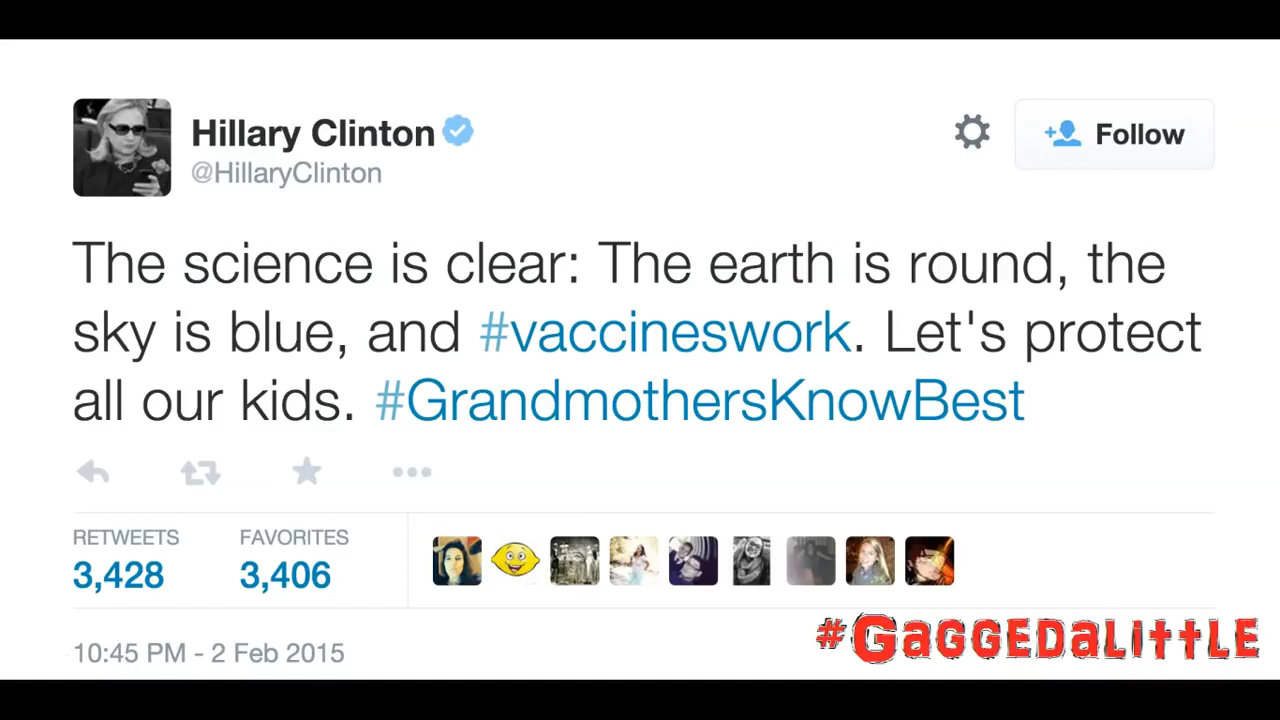 Hillary Clinton
@HillaryClinton
Follow
The science is clear: The earth is round, the
sky is blue, and #vaccineswork. Let's protect
all our kids. #GrandmothersKnowBest
RETWEETS FAVORITES
3,428 3,406
10:45 PM - 2 Feb 2015
#GaGGEDaLittLE